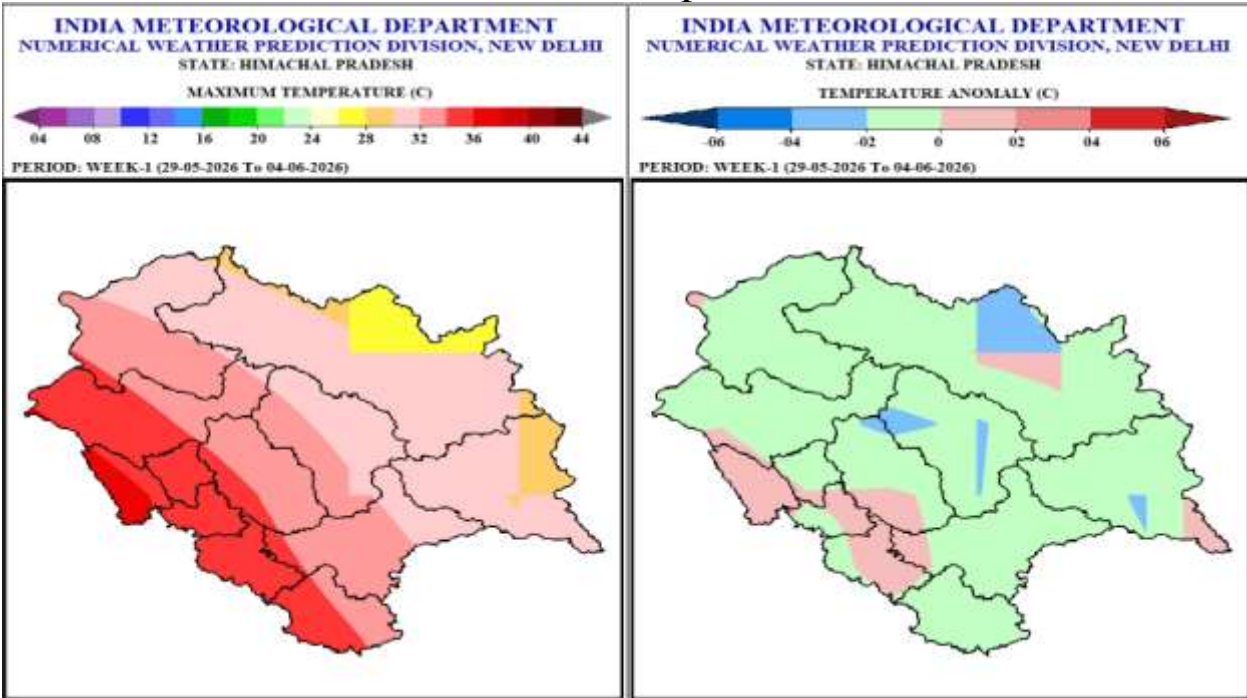 INDIA METEOROLOGICAL DEPARTMENT
NUMERICAL WEATHER PREDICTION DIVISION, NEW DELHI
STATE: HIMACHAL PRADESH
MAXIMUM TEMPERATURE (C)
04 08 12 16 20 24 28 32 36 40 44
PERIOD: WEEK-1 (29-05-2026 To 04-06-2026)
INDIA METEOROLOGICAL DEPARTMENT
NUMERICAL WEATHER PREDICTION DIVISION, NEW DELHI
STATE: HIMACHAL PRADESH
TEMPERATURE ANOMALY (C)
-06 -04 -02 0 02 04 06
PERIOD: WEEK-1 (29-05-2026 To 04-06-2026)